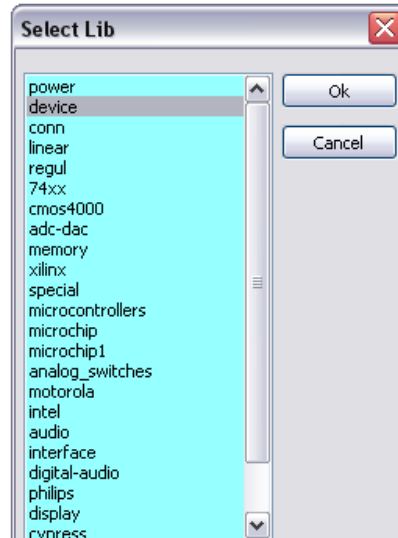 Select Lib
power
device
conn
linear
regul
74xx
cmos4000
adc-dac
memory
xilinx
special
microcontrollers
microchip
microchip1
analog_switches
motorola
intel
audio
interface
digital-audio
philips
display
cypress
Ok
Cancel